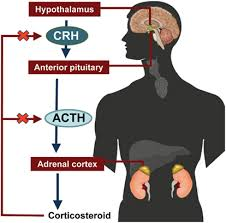 Hypothalamus
CRH
Anterior pituitary
ACTH
Adrenal cortex
Corticosteroid